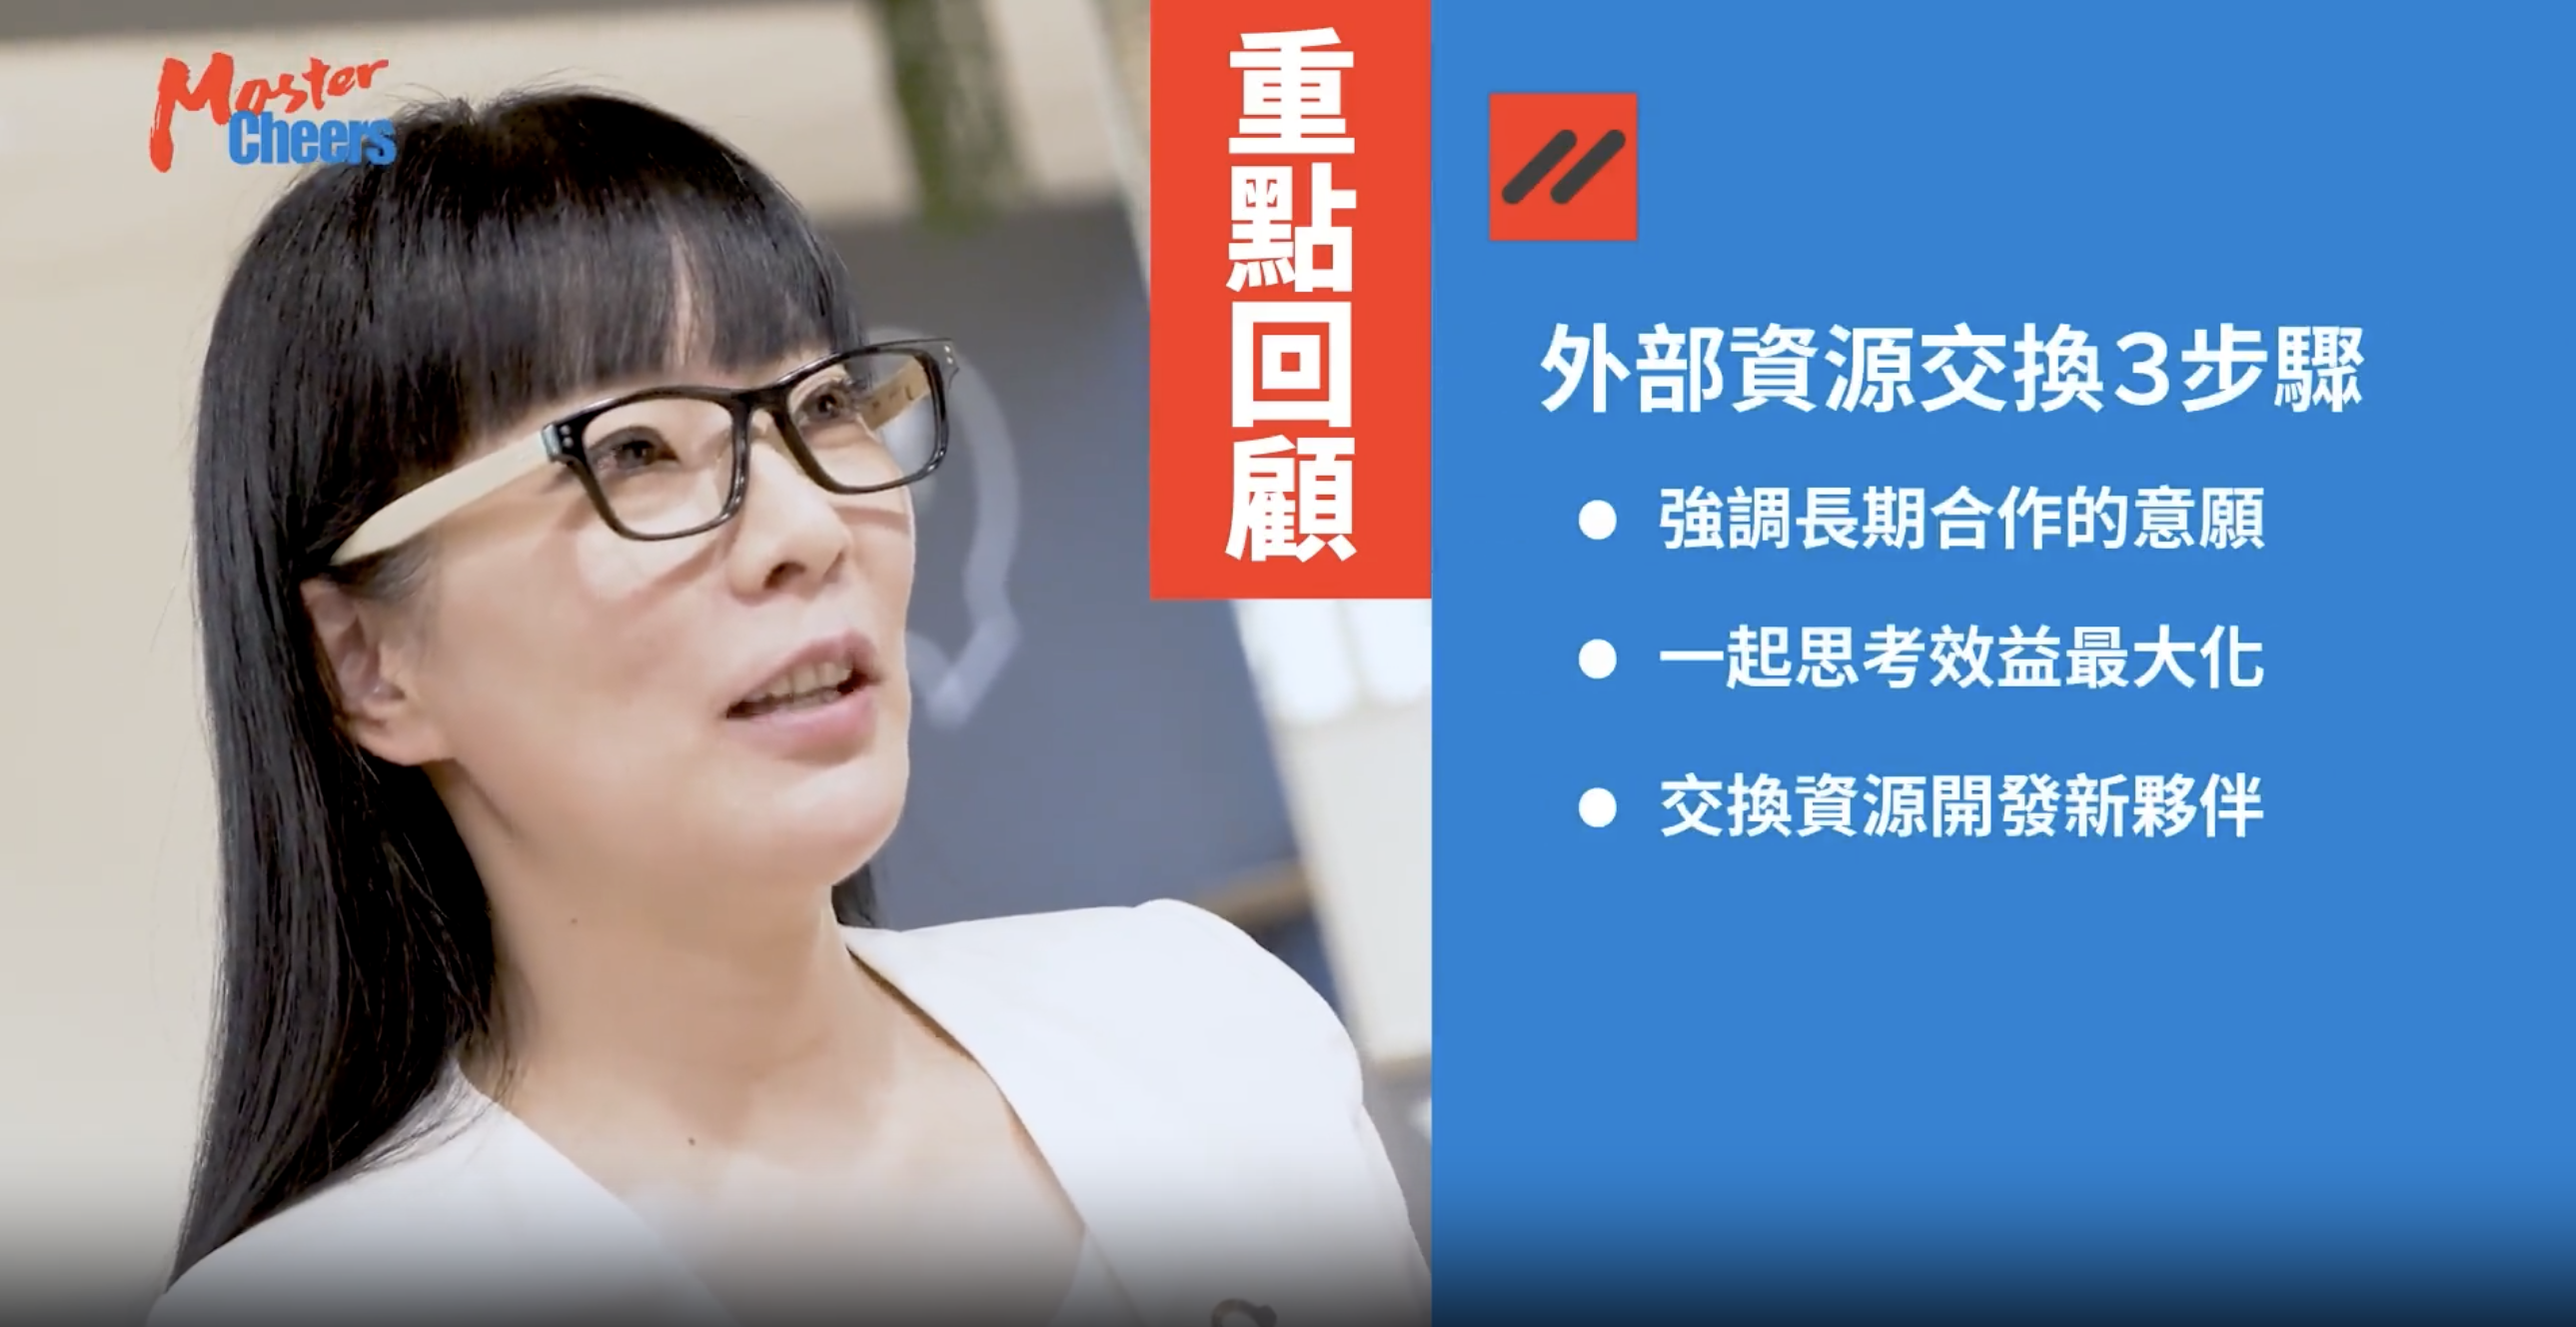 Master
Cheers
重點回顧
外部資源交換3步驟
強調長期合作的意願
一起思考效益最大化
交換資源開發新夥伴